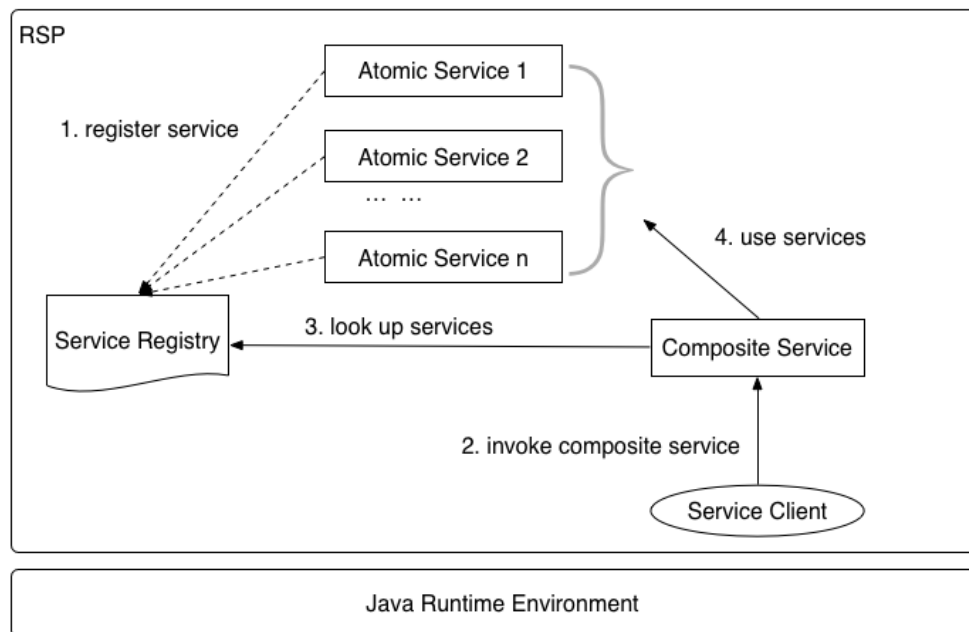 RSP
Atomic Service 1
1. register service
Atomic Service 2
... ...
Atomic Service n
4. use services
3. look up services
Service Registry
Composite Service
2. invoke composite service
Service Client
Java Runtime Environment